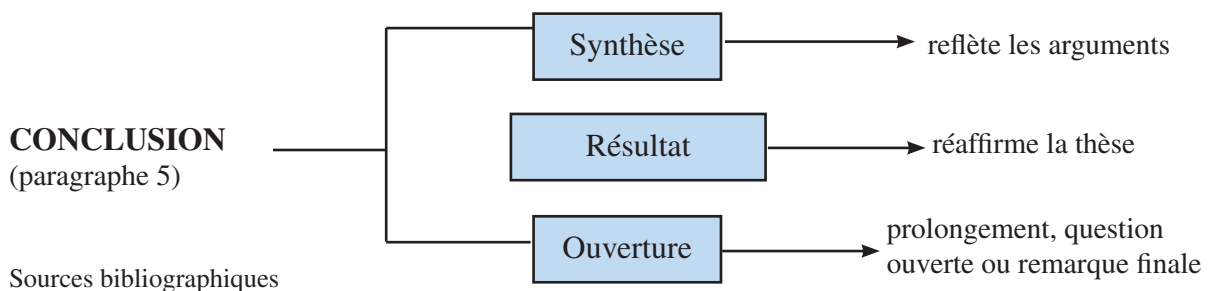 Synthèse
reflète les arguments
CONCLUSION
(paragraphe 5)
Résultat
réaffirme la thèse
Ouverture
prolongement, question
ouverte ou remarque finale
Sources bibliographiques